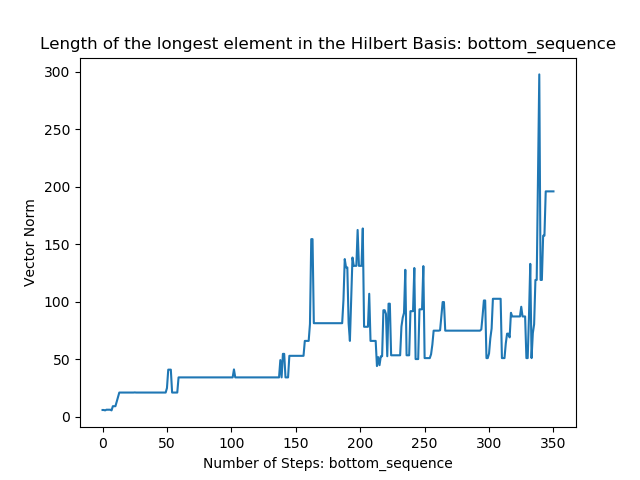 Length of the longest element in the Hilbert Basis: bottom_sequence
300
250
200
150
100
50
0
Vector Norm
0 50 100 150 200 250 300 350
Number of Steps: bottom_sequence